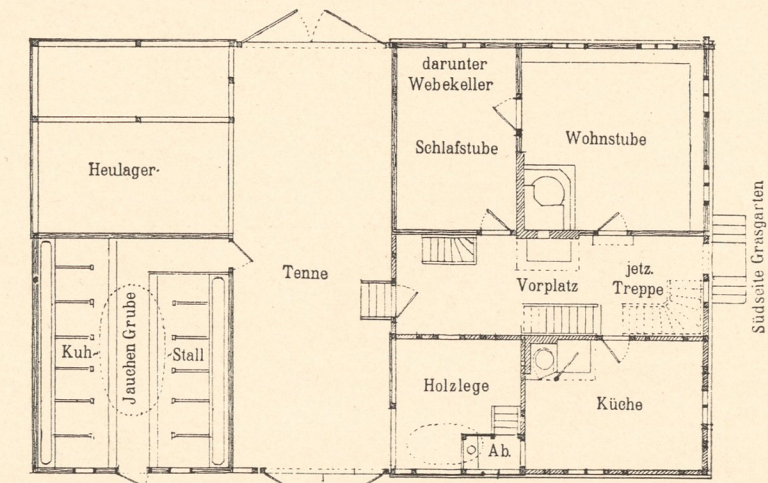 darunter
Webekeller
Schlafstube
Wohnstube
Heulager
Tenne
Vorplatz
jetz.
Treppe
Südseite Grasgarten
Kuh-
Jauchen Grube
-Stall
Holzlege
Küche
Ab.